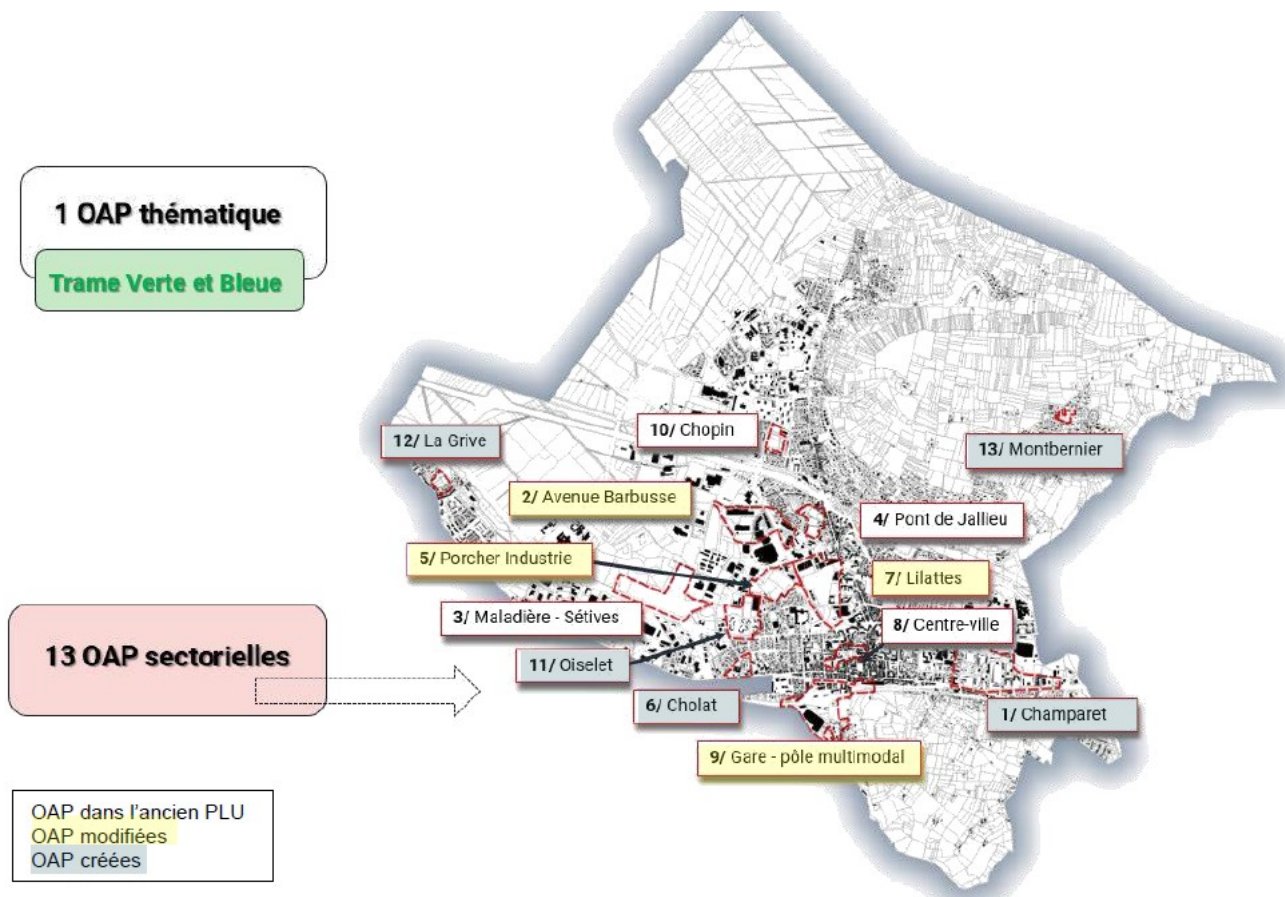 1 OAP thématique
Trame Verte et Bleue
10/ Chopin
12/ La Grive
13/ Montbernier
2/ Avenue Barbusse
4/ Pont de Jallieu
5/ Porcher Industrie
7/ Lilattes
3/ Maladière - Sétives
8/ Centre-ville
13 OAP sectorielles
11/ Oiselet
6/ Cholat
1/ Champaret
9/ Gare - pôle multimodal
OAP dans l'ancien PLU
OAP modifiées
OAP créées